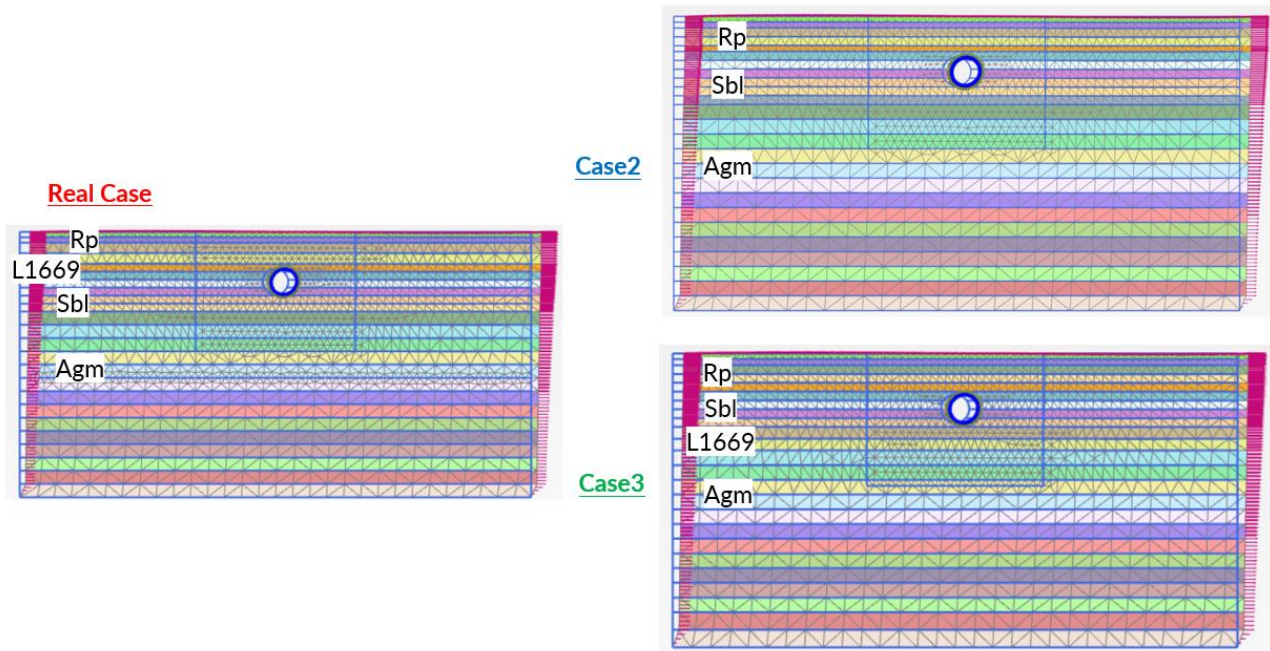 Real Case
Rp
L1669
Sbl
Agm
Case2
Rp
Sbl
Agm
Case3
Rp
Sbl
L1669
Agm